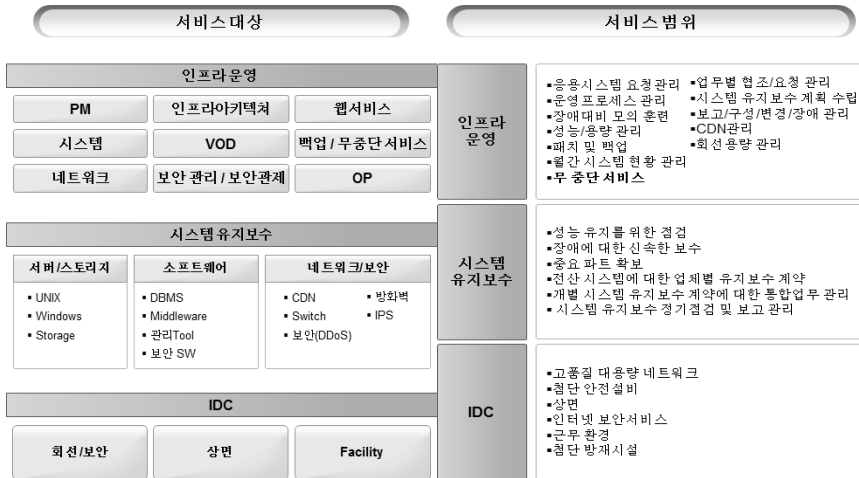 서비스대상
서비스범위
인프라운영
PM
인프라아키텍쳐
웹서비스
시스템
VOD
백업 / 무중단서비스
네트워크
보안 관리 / 보안관제
OP
시스템유지보수
서버/스토리지
▪ UNIX
▪ Windows
▪ Storage
소프트웨어
▪ DBMS
▪ Middleware
▪ 관리Tool
▪ 보안 SW
네트워크/보안
▪ CDN
▪ Switch
▪ 보안(DDoS)
▪ 방화벽
▪ IPS
IDC
회선/보안
상면
Facility
인프라
운영
▪응용시스템 요청관리
▪운영프로세스 관리
▪장애대비 모의 훈련
▪성능/용량 관리
▪패치 및 백업
▪월간 시스템 현황 관리
▪무 중단 서비스
▪업무별 협조/요청 관리
▪시스템 유지보수 계획 수립
▪보고/구성/변경/장애 관리
▪CDN관리
▪회선용량 관리
시스템
유지보수
▪성능 유지를 위한 점검
▪장애에 대한 신속한 보수
▪중요 파트 확보
▪전산 시스템에 대한 업체별 유지보수 계약
▪개별 시스템 유지보수 계약에 대한 통합업무 관리
▪ 시스템 유지보수 정기점검 및 보고 관리
IDC
▪고품질 대용량 네트워크
▪첨단 안전설비
▪상면
▪인터넷 보안서비스
▪근무 환경
▪첨단 방재시설